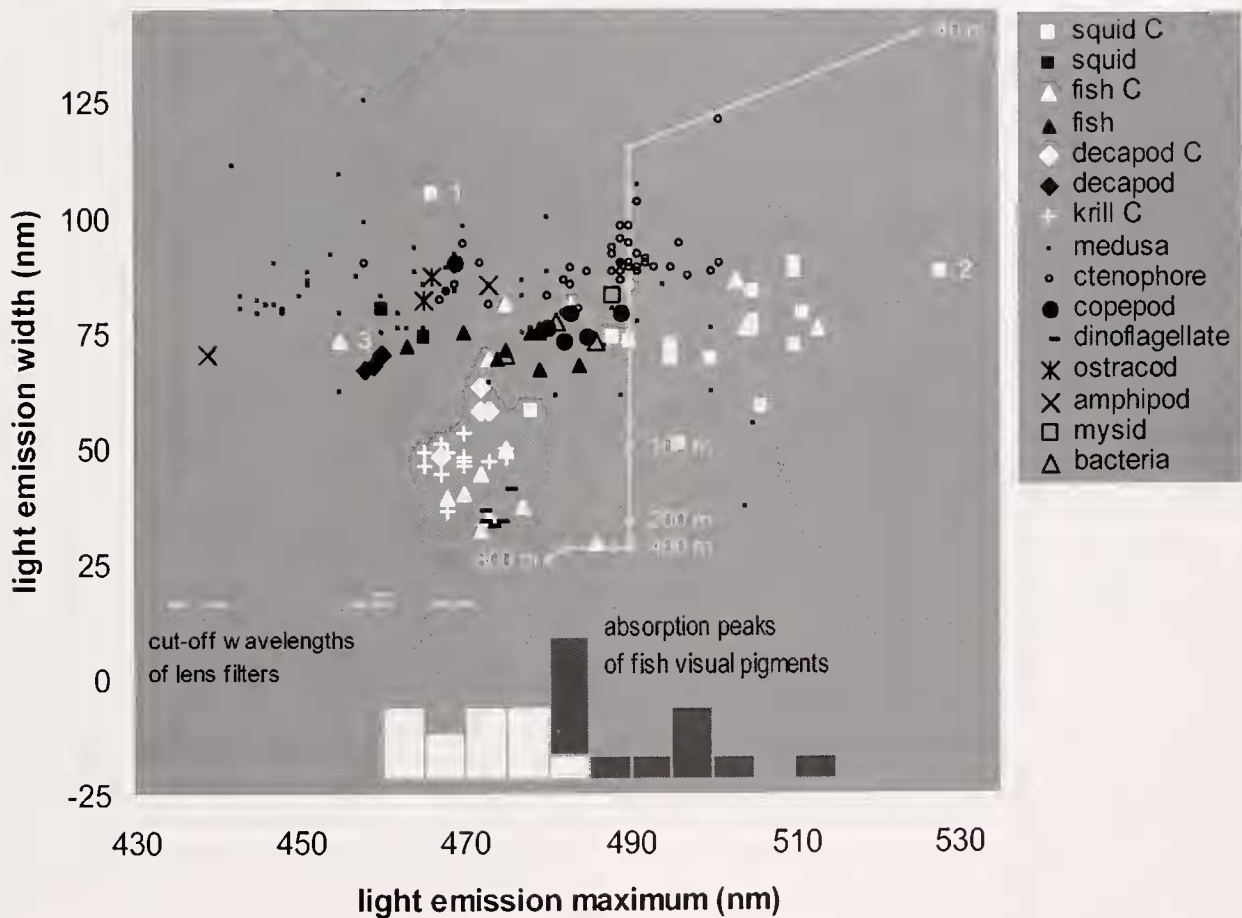 light emission width (nm)
125
100
75
50
25
0
-25
430
450
470
490
510
530
light emission maximum (nm)
1
2
3
200 m
cut-off wavelengths
of lens filters
absorption peaks
of fish visual pigments
squid C
squid
fish C
fish
decapod C
decapod
krill C
medusa
ctenophore
copepod
dinoflagellate
ostracod
amphipod
mysid
bacteria